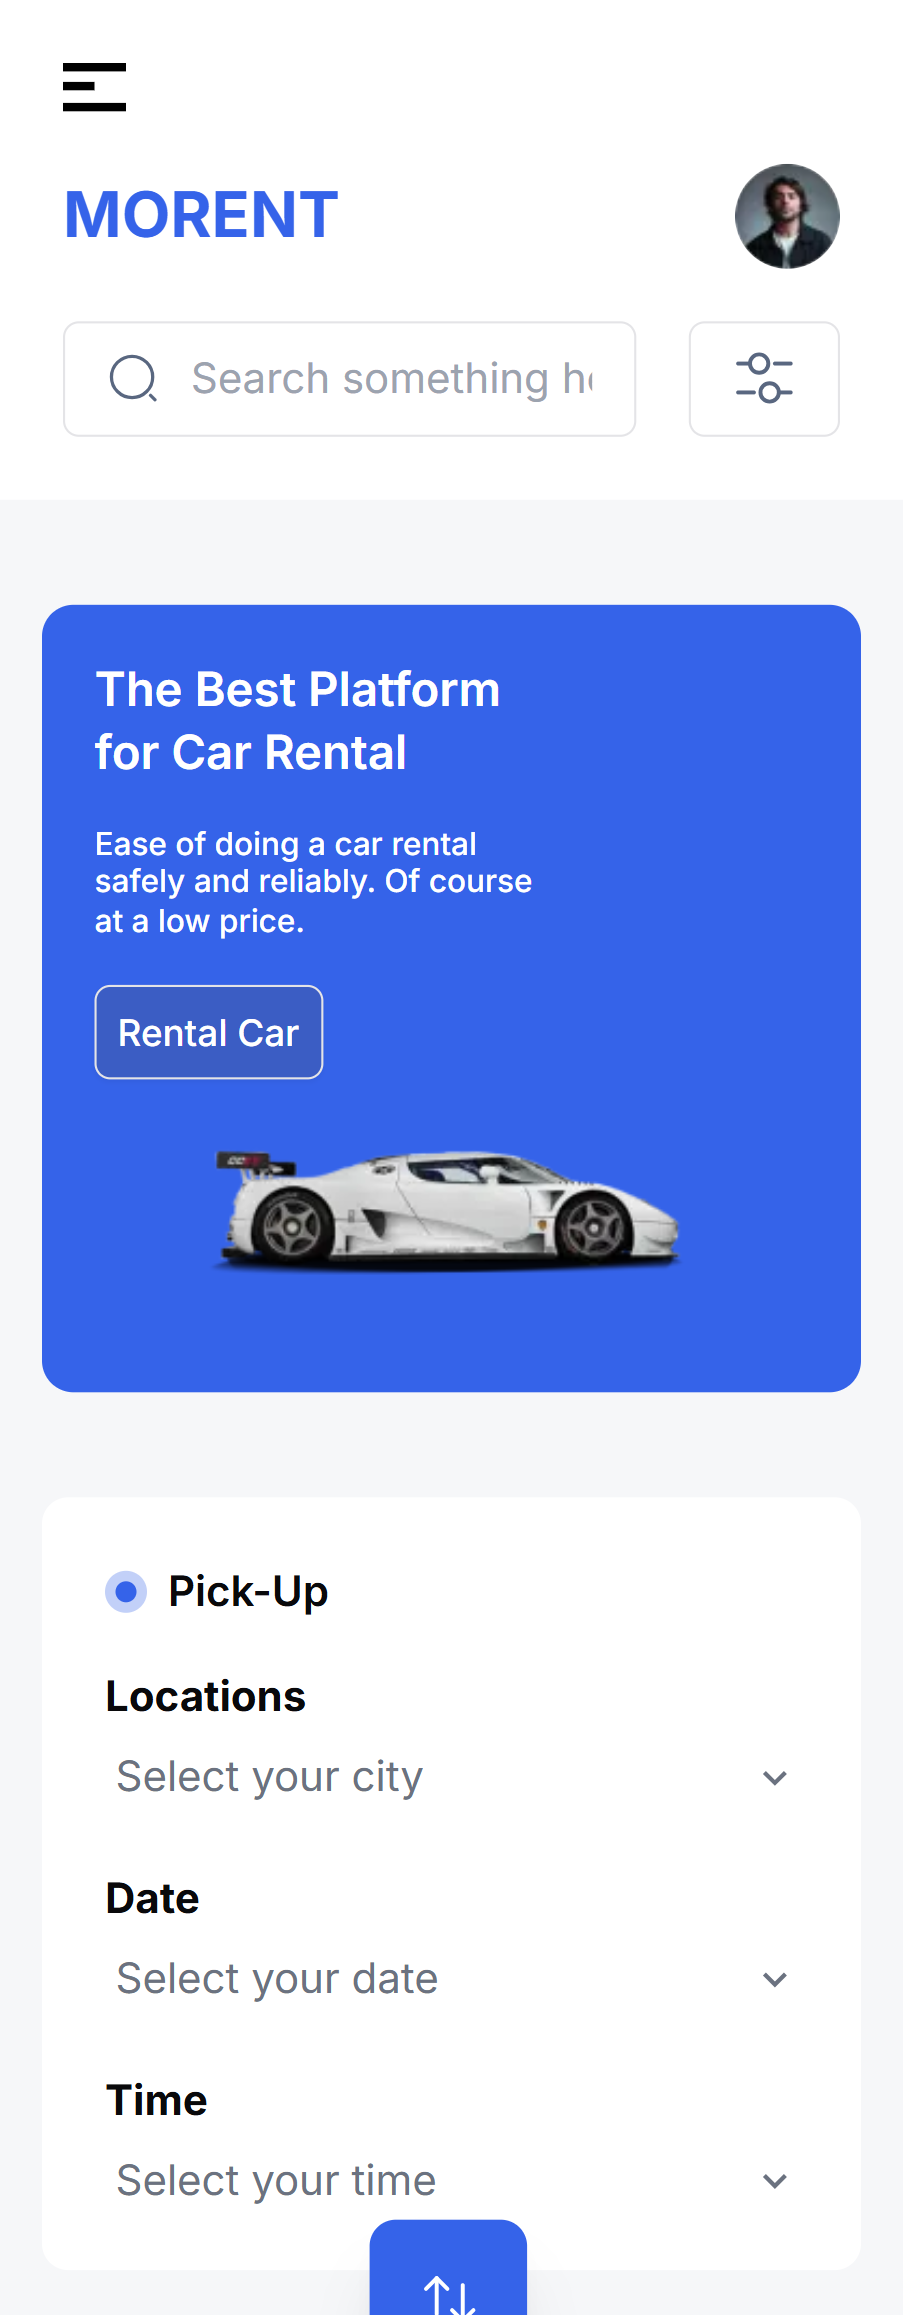 MORENT
Search something he
The Best Platform
for Car Rental
Ease of doing a car rental
safely and reliably. Of course
at a low price.
Rental Car
Pick-Up
Locations
Select your city
Date
Select your date
Time
Select your time